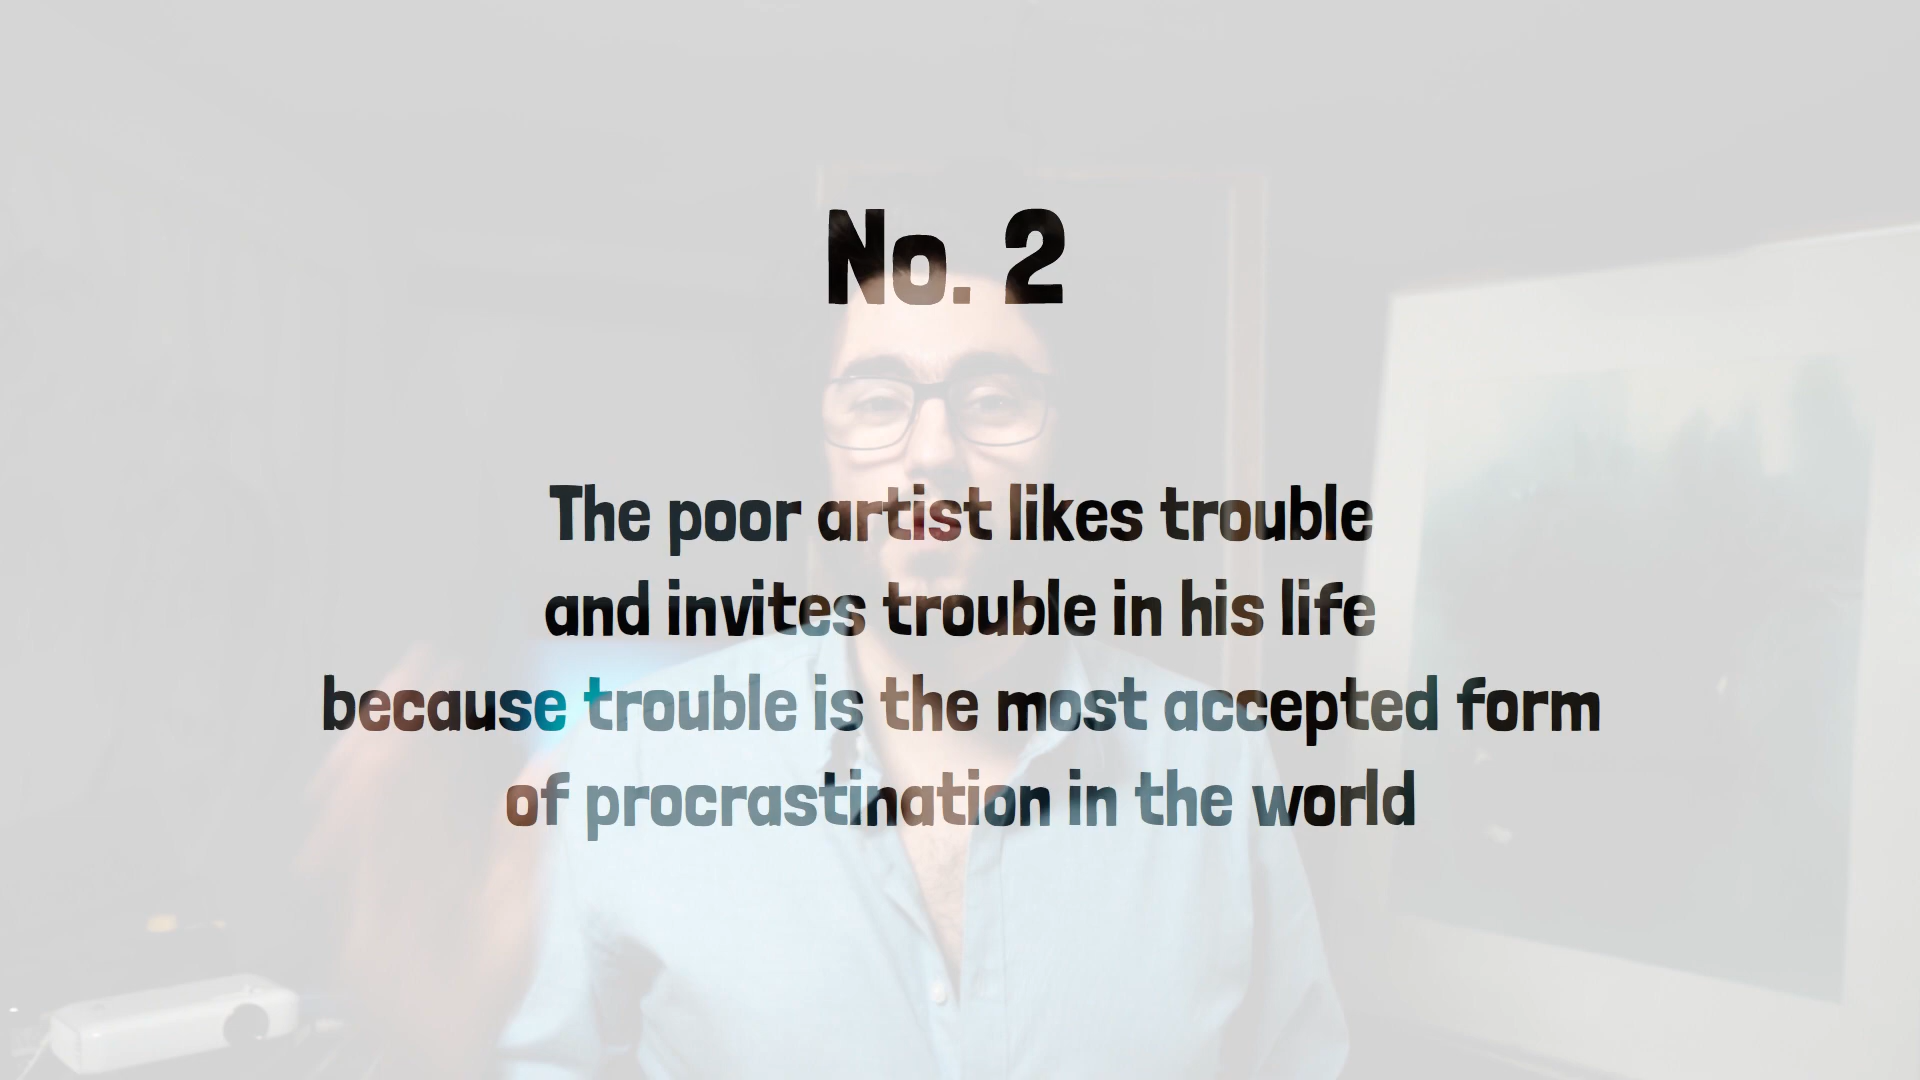 No. 2
The poor artist likes trouble
and invites trouble in his life
because trouble is the most accepted form
of procrastination in the world